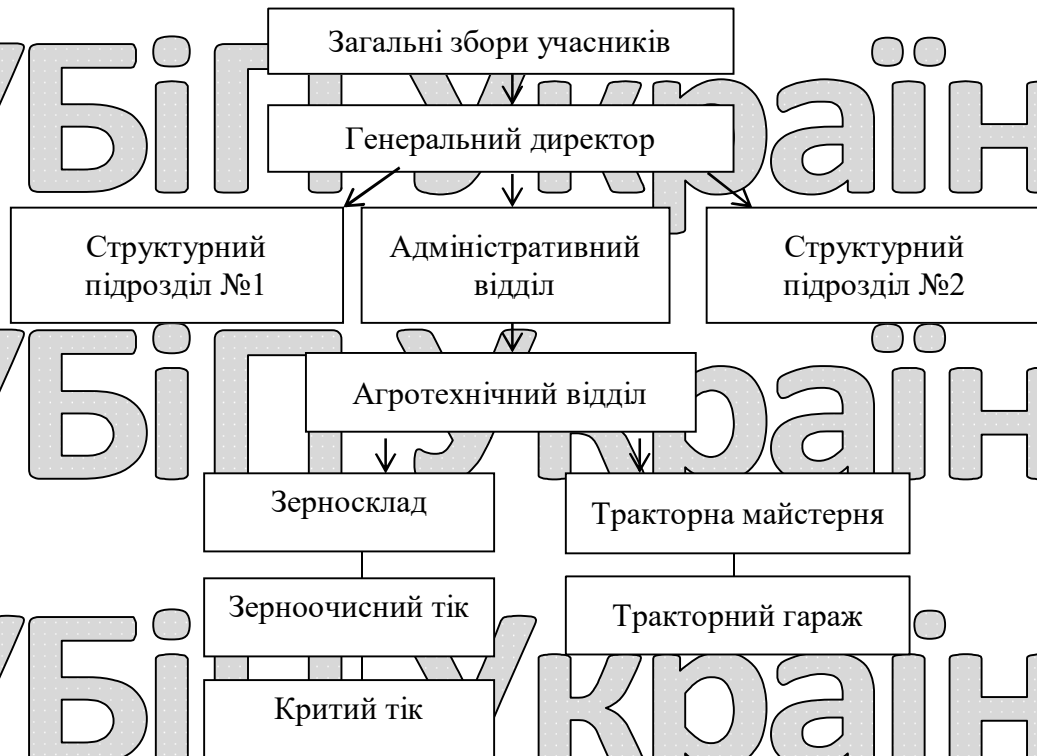 Загальні збори учасників
Генеральний директор
Структурний
підрозділ №1
Адміністративний
відділ
Структурний
підрозділ №2
Агротехнічний відділ
Зерносклад
Тракторна майстерня
Зерноочисний тік
Тракторний гараж
Критий тік